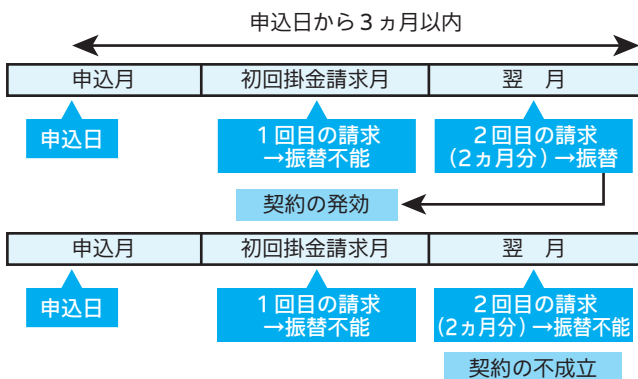 申込日から3ヵ月以内
申込月 初回掛金請求月 翌 月
申込日
1回目の請求
→振替不能
2回目の請求
(2ヵ月分)→振替
契約の発効
申込月 初回掛金請求月 翌 月
申込日
1回目の請求
→振替不能
2回目の請求
(2ヵ月分)→振替不能
契約の不成立